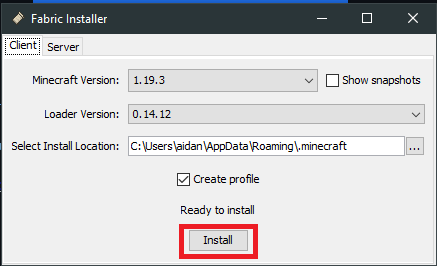 Fabric Installer
Client Server
Minecraft Version: 1.19.3 Show snapshots
Loader Version: 0.14.12
Select Install Location: C:\Users\aidan\AppData\Roaming\.minecraft ...
Create profile
Ready to install
Install